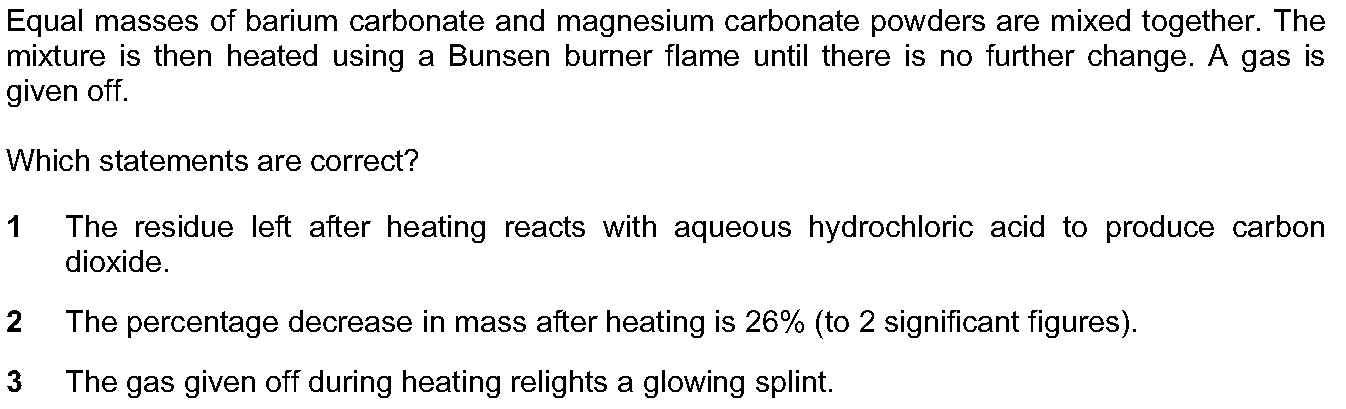 Equal masses of barium carbonate and magnesium carbonate powders are mixed together. The
mixture is then heated using a Bunsen burner flame until there is no further change. A gas is
given off.
Which statements are correct?
1 The residue left after heating reacts with aqueous hydrochloric acid to produce carbon
dioxide.
2 The percentage decrease in mass after heating is 26% (to 2 significant figures).
3 The gas given off during heating relights a glowing splint.